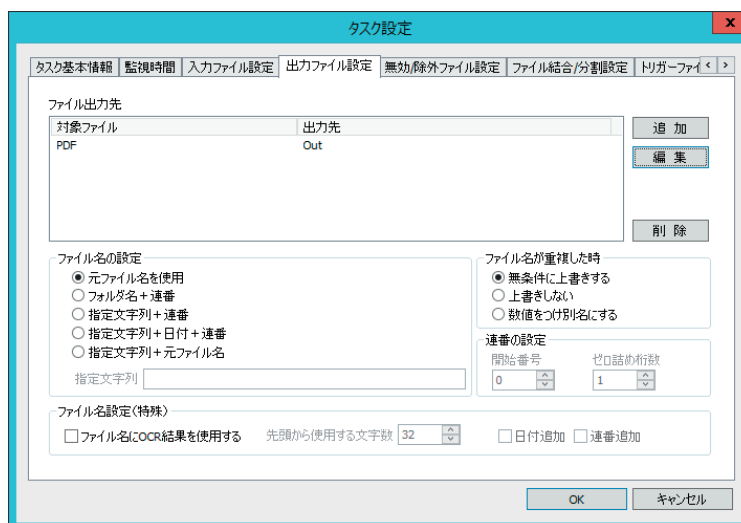 タスク設定
x
タスク基本情報 監視時間 入力ファイル設定 出力ファイル設定 無効/除外ファイル設定 ファイル結合/分割設定 トリガーファイ
ファイル出力先
対象ファイル 出力先
PDF Out
追 加
編 集
削 除
ファイル名の設定
元ファイル名を使用
フォルダ名+連番
指定文字列+連番
指定文字列+日付+連番
指定文字列+元ファイル名
指定文字列
ファイル名が重複した時
無条件に上書きする
上書きしない
数値をつけ別名にする
連番の設定
開始番号 ゼロ詰め桁数
0 1
ファイル名設定(特殊)
ファイル名にOCR結果を使用する 先頭から使用する文字数 32 日付追加 連番追加
OK キャンセル